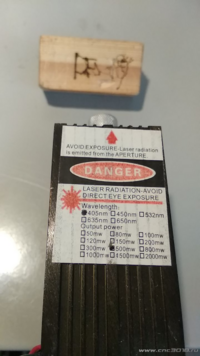 AVOID EXPOSURE-Laser radiation
is emitted from the APERTURE
DANGER
LASER RADIATION-AVOID
DIRECT EYE EXPOSURE
Wavelength:
405nm 450nm 532nm
635nm 650nm
Output power
50mw 80mw 100mw
120mw 150mw 200mw
300mw 500mw 800mw
1000mw 1500mw 2000mw